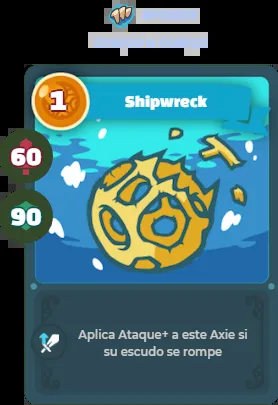 1
Shipwreck
60
90
Aplica Ataque+ a este Axie si
su escudo se rompe